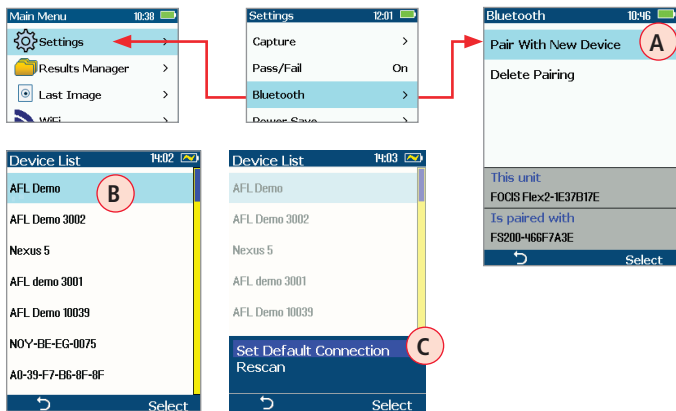 Main Menu 10:38
Settings >
Results Manager >
Last Image >
WiFi >
Settings 12:01
Capture >
Pass/Fail On
Bluetooth >
Power Save >
Bluetooth 10:46
Pair With New Device
A
Delete Pairing
This unit
FOCIS Flex2-1E37B17E
Is paired with
FS200-466F7A3E
Select
Device List 14:02
AFL Demo
B
AFL Demo 3002
Nexus 5
AFL demo 3001
AFL Demo 10039
NOY-BE-EG-0075
A0-39-F7-B6-8F-8F
Select
Device List 14:03
AFL Demo
AFL Demo 3002
Nexus 5
AFL demo 3001
AFL Demo 10039
Set Default Connection
C
Rescan
Select